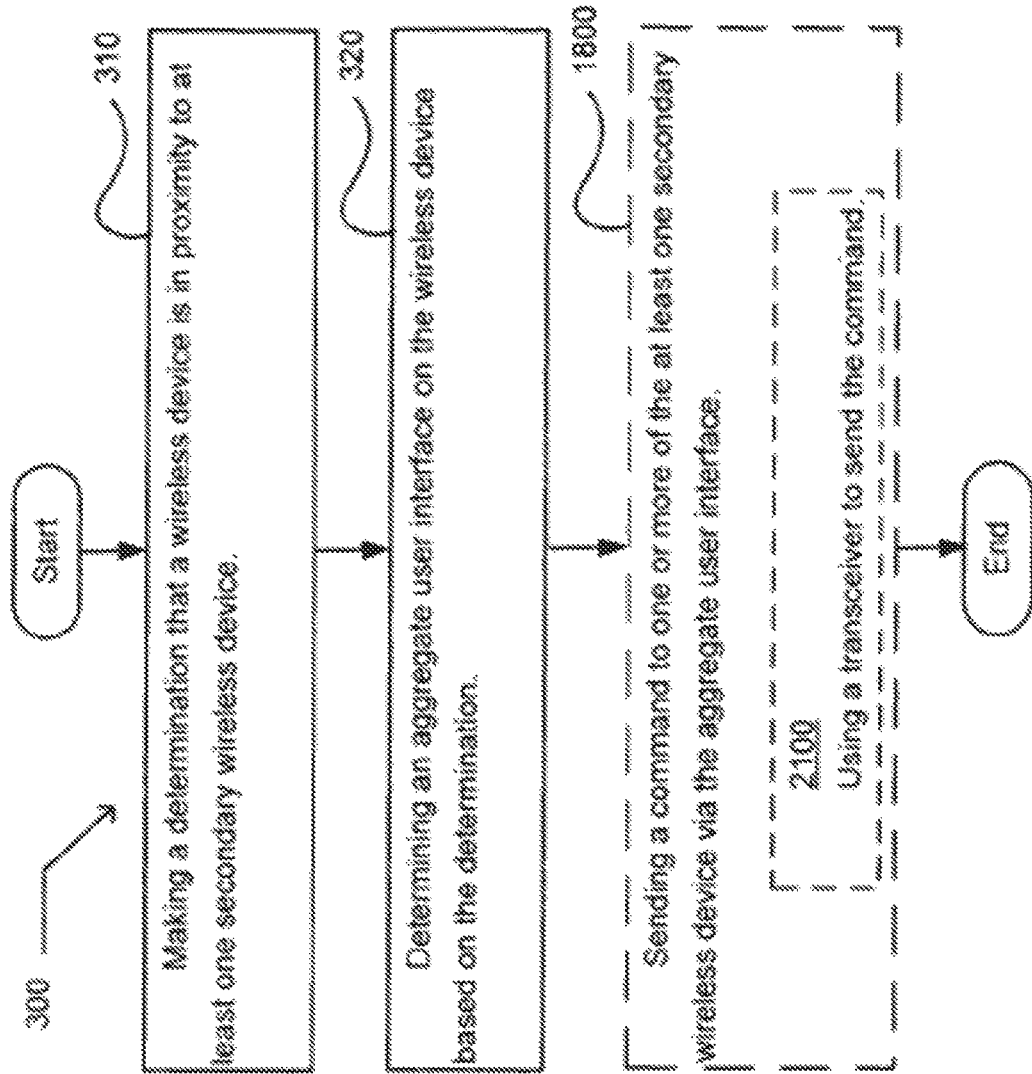 300
Start
310
Making a determination that a wireless device is in proximity to at
least one secondary wireless device.
320
Determining an aggregate user interface on the wireless device
based on the determination.
1800
Sending a command to one or more of the at least one secondary
wireless device via the aggregate user interface.
2100
Using a transceiver to send the command.
End